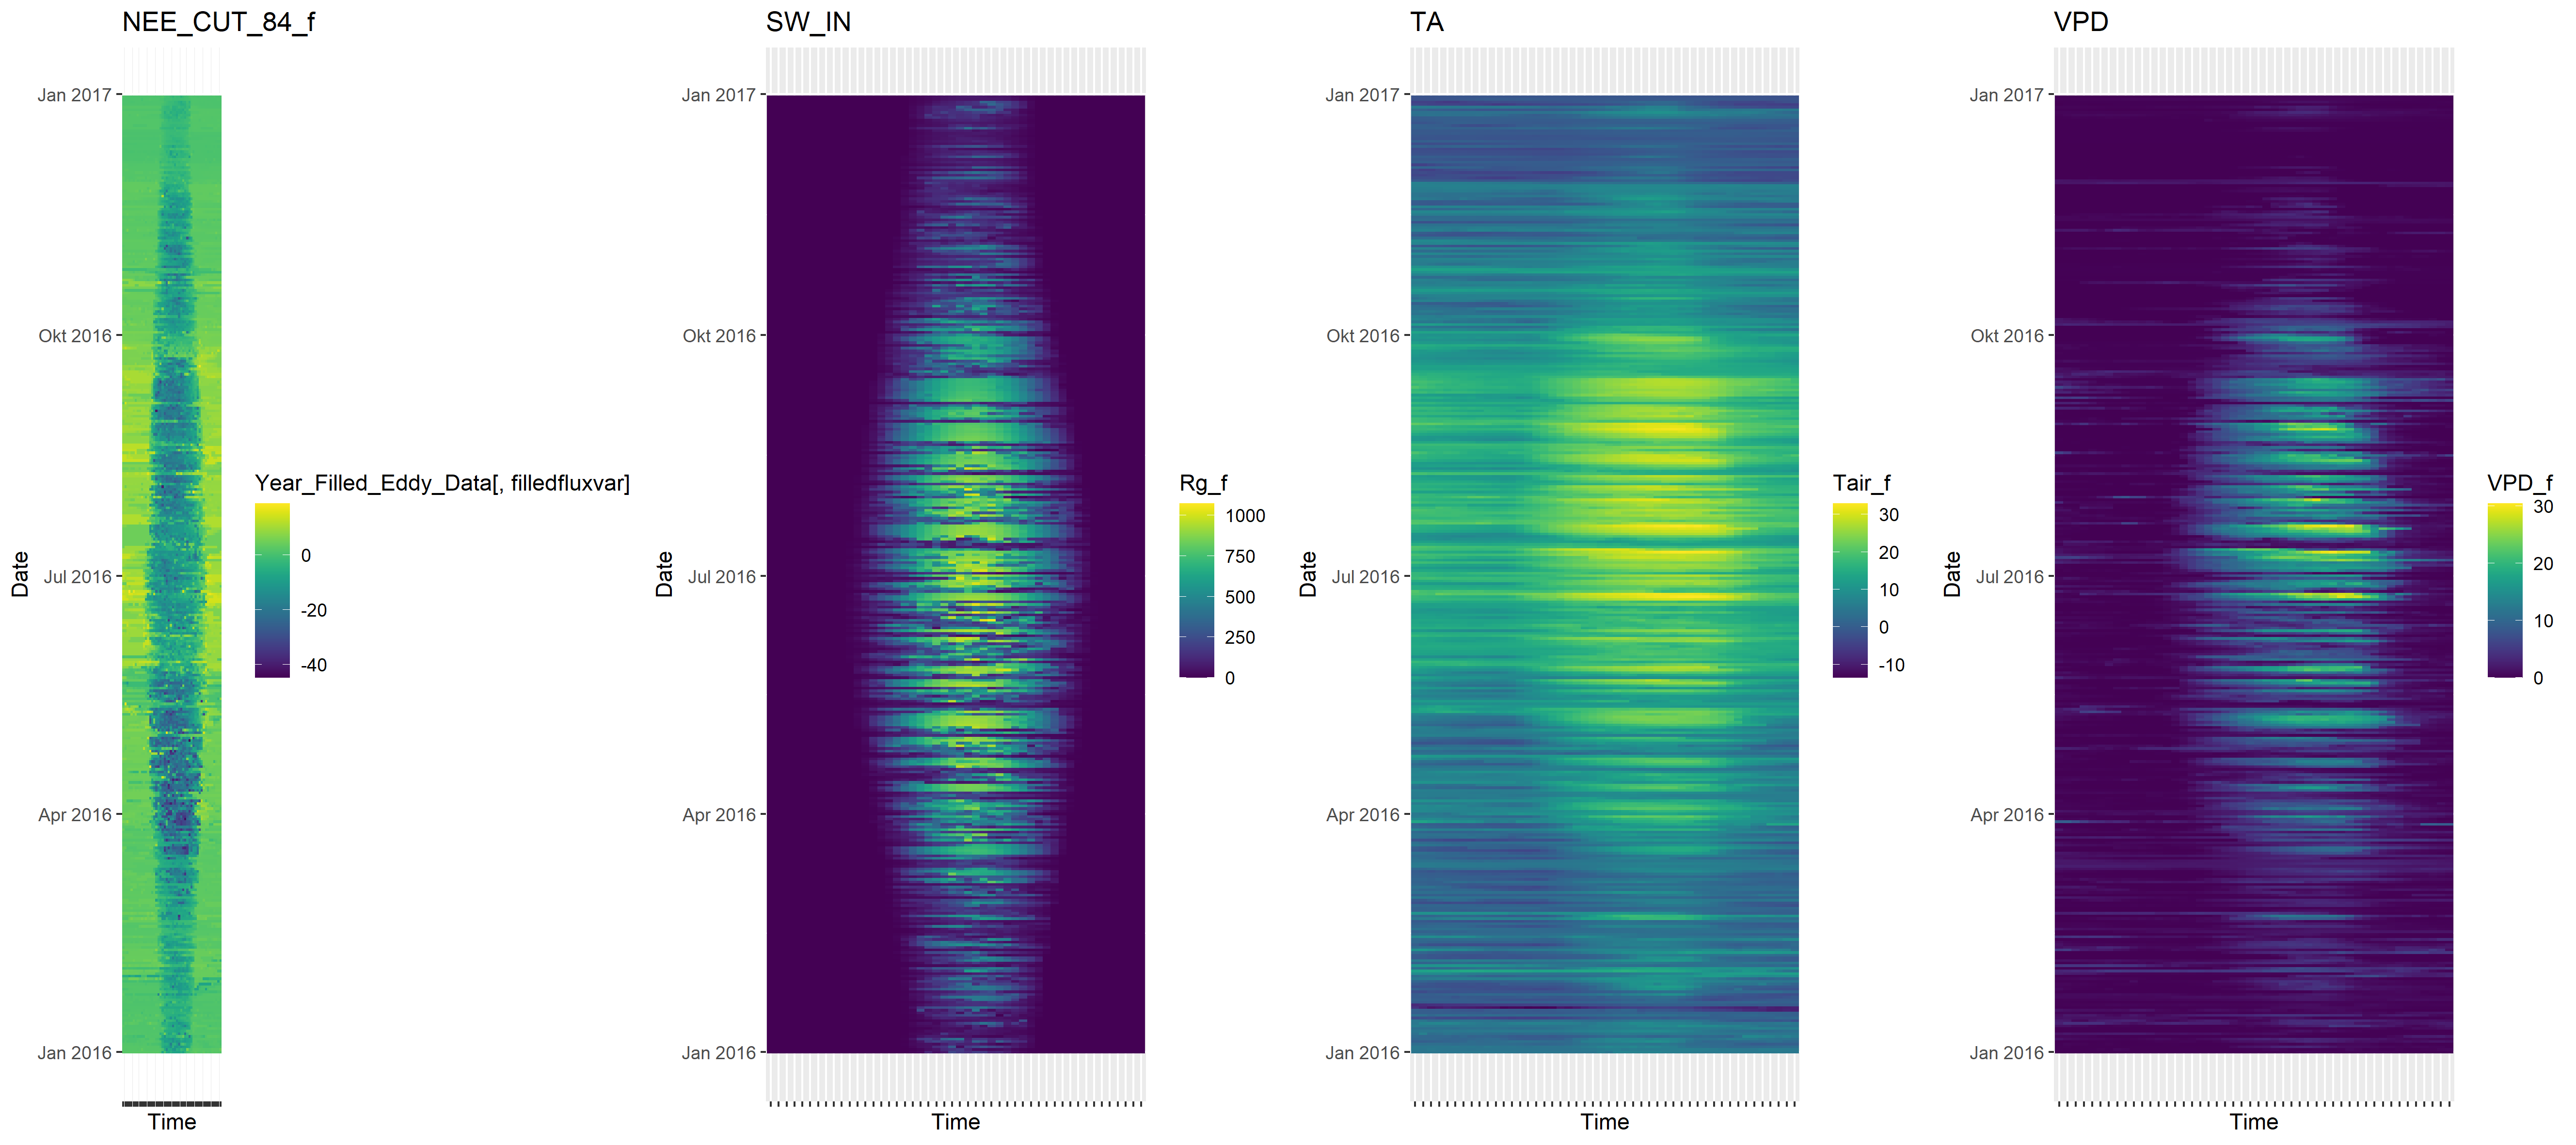 NEE_CUT_84_f
Jan 2017
Okt 2016
Jul 2016
Apr 2016
Jan 2016
Date
Time
Year_Filled_Eddy_Data[, filledfluxvar]
0
-20
-40
SW_IN
Jan 2017
Okt 2016
Jul 2016
Apr 2016
Jan 2016
Date
Time
Rg_f
1000
750
500
250
0
TA
Jan 2017
Okt 2016
Jul 2016
Apr 2016
Jan 2016
Date
Time
Tair_f
30
20
10
0
-10
VPD
Jan 2017
Okt 2016
Jul 2016
Apr 2016
Jan 2016
Date
Time
VPD_f
30
20
10
0